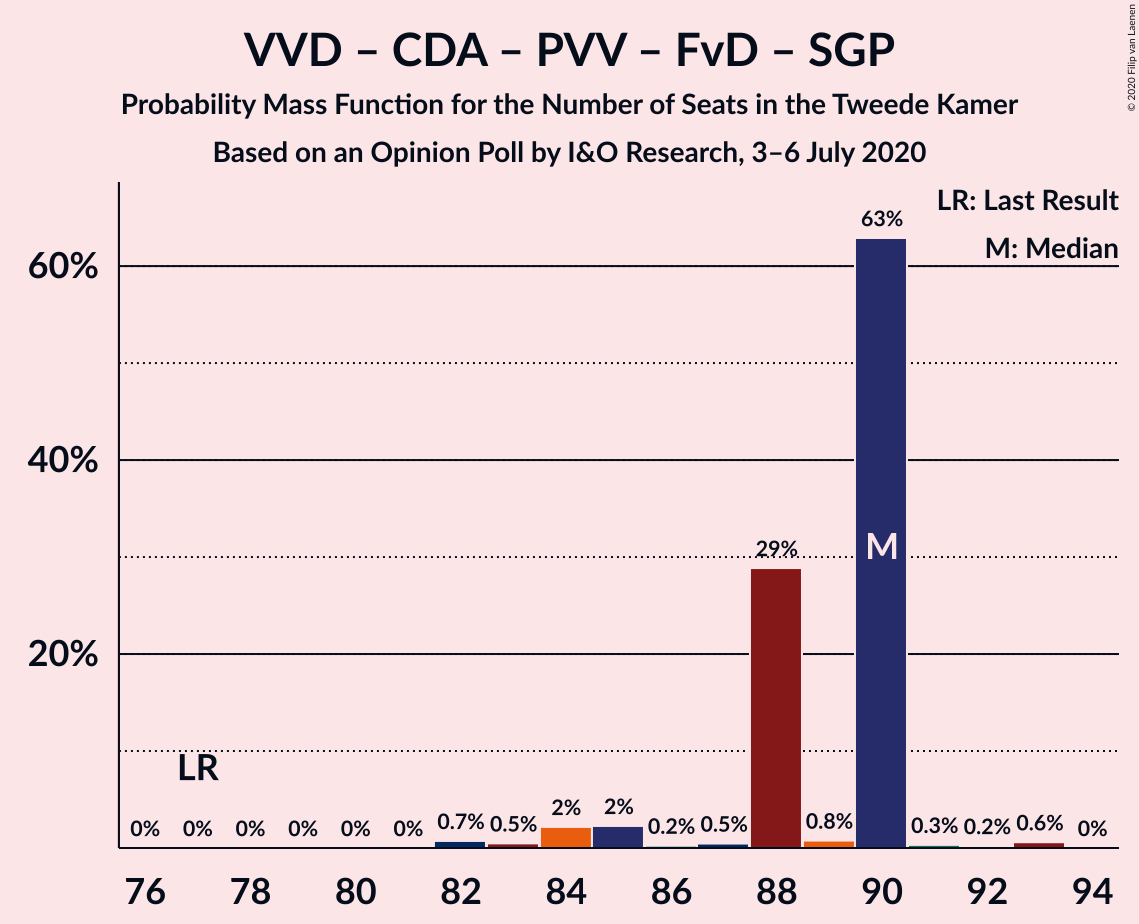 VVD – CDA – PVV – FvD – SGP
Probability Mass Function for the Number of Seats in the Tweede Kamer
Based on an Opinion Poll by I&O Research, 3–6 July 2020
© 2020 Filip van Laenen
LR: Last Result
M: Median
60%
40%
20%
63%
29%
M
LR
0% 0% 0% 0% 0% 0% 0.7% 0.5% 2% 2% 0.2% 0.5% 0.8% 0.3% 0.2% 0.6% 0%
76 78 80 82 84 86 88 90 92 94